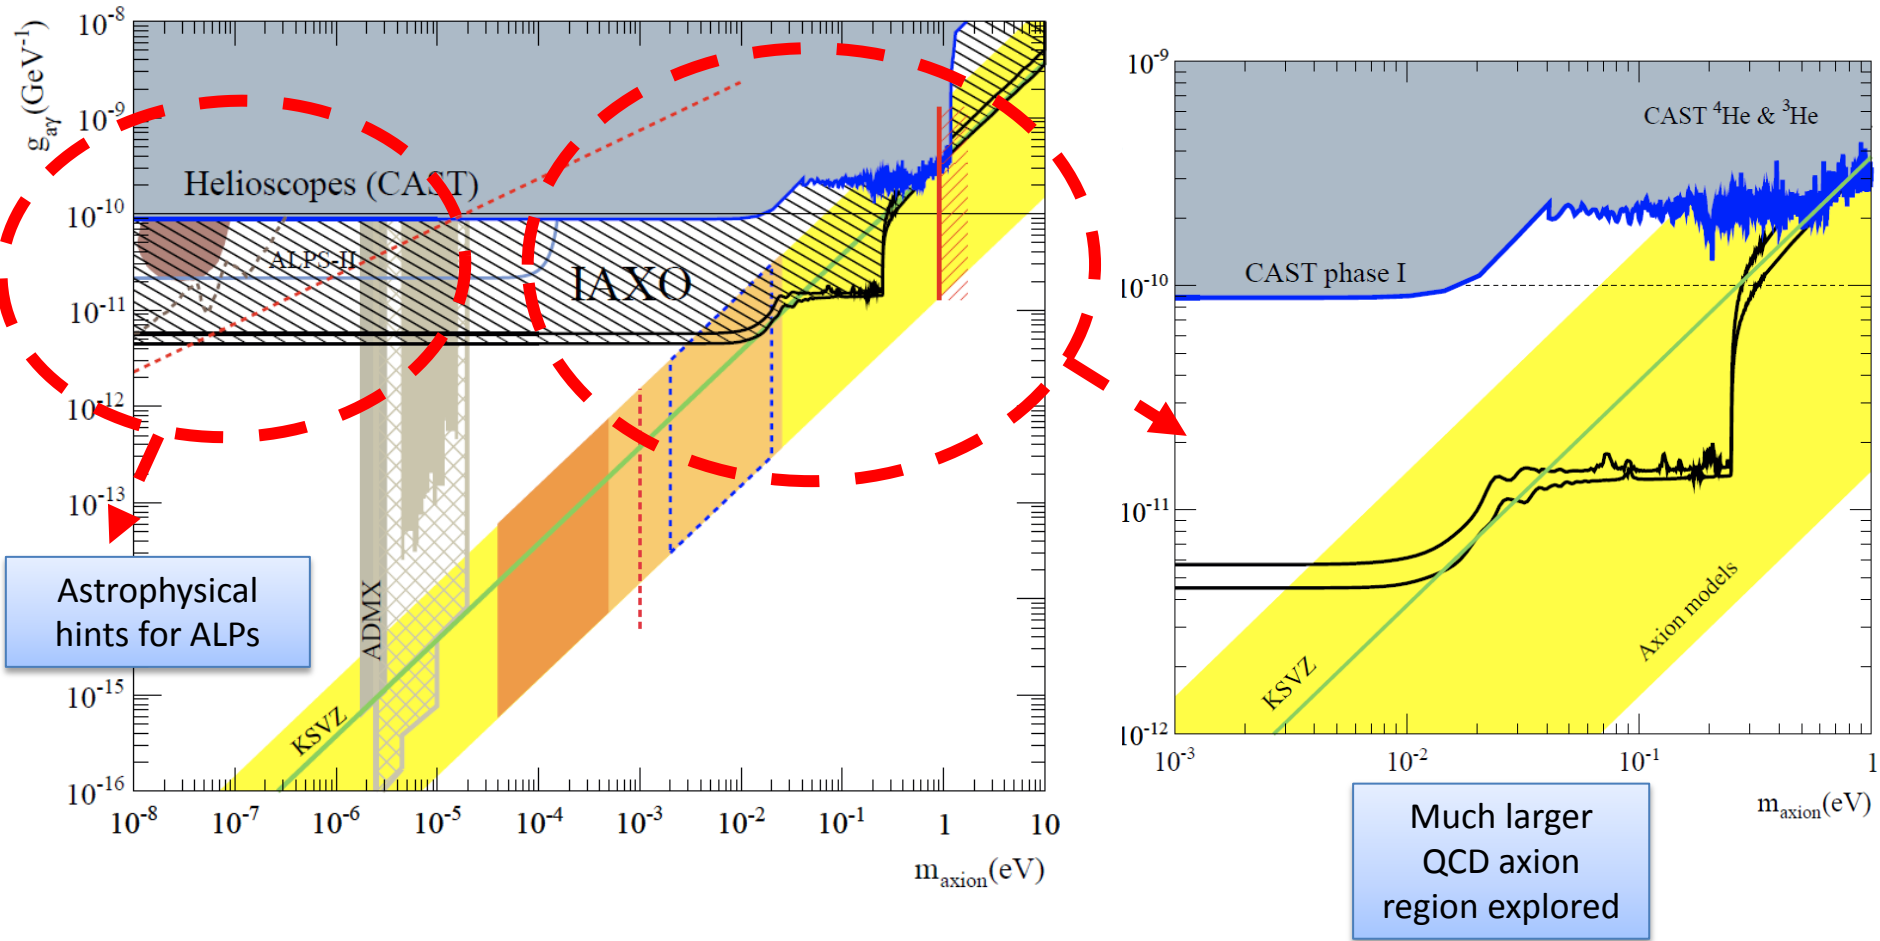 10^-8
10^-9
10^-10
10^-11
10^-12
10^-13
10^-15
10^-16
g_aγ(GeV^-1)
Helioscopes (CAST)
ALPS-II
IAXO
ADMX
KSVZ
10^-8 10^-7 10^-6 10^-5 10^-4 10^-3 10^-2 10^-1 1 10
m_axion(eV)
Astrophysical
hints for ALPs
10^-9
10^-10
10^-11
10^-12
CAST ^4He & ^3He
CAST phase I
KSVZ
Axion models
10^-3 10^-2 10^-1 1
m_axion(eV)
Much larger
QCD axion
region explored